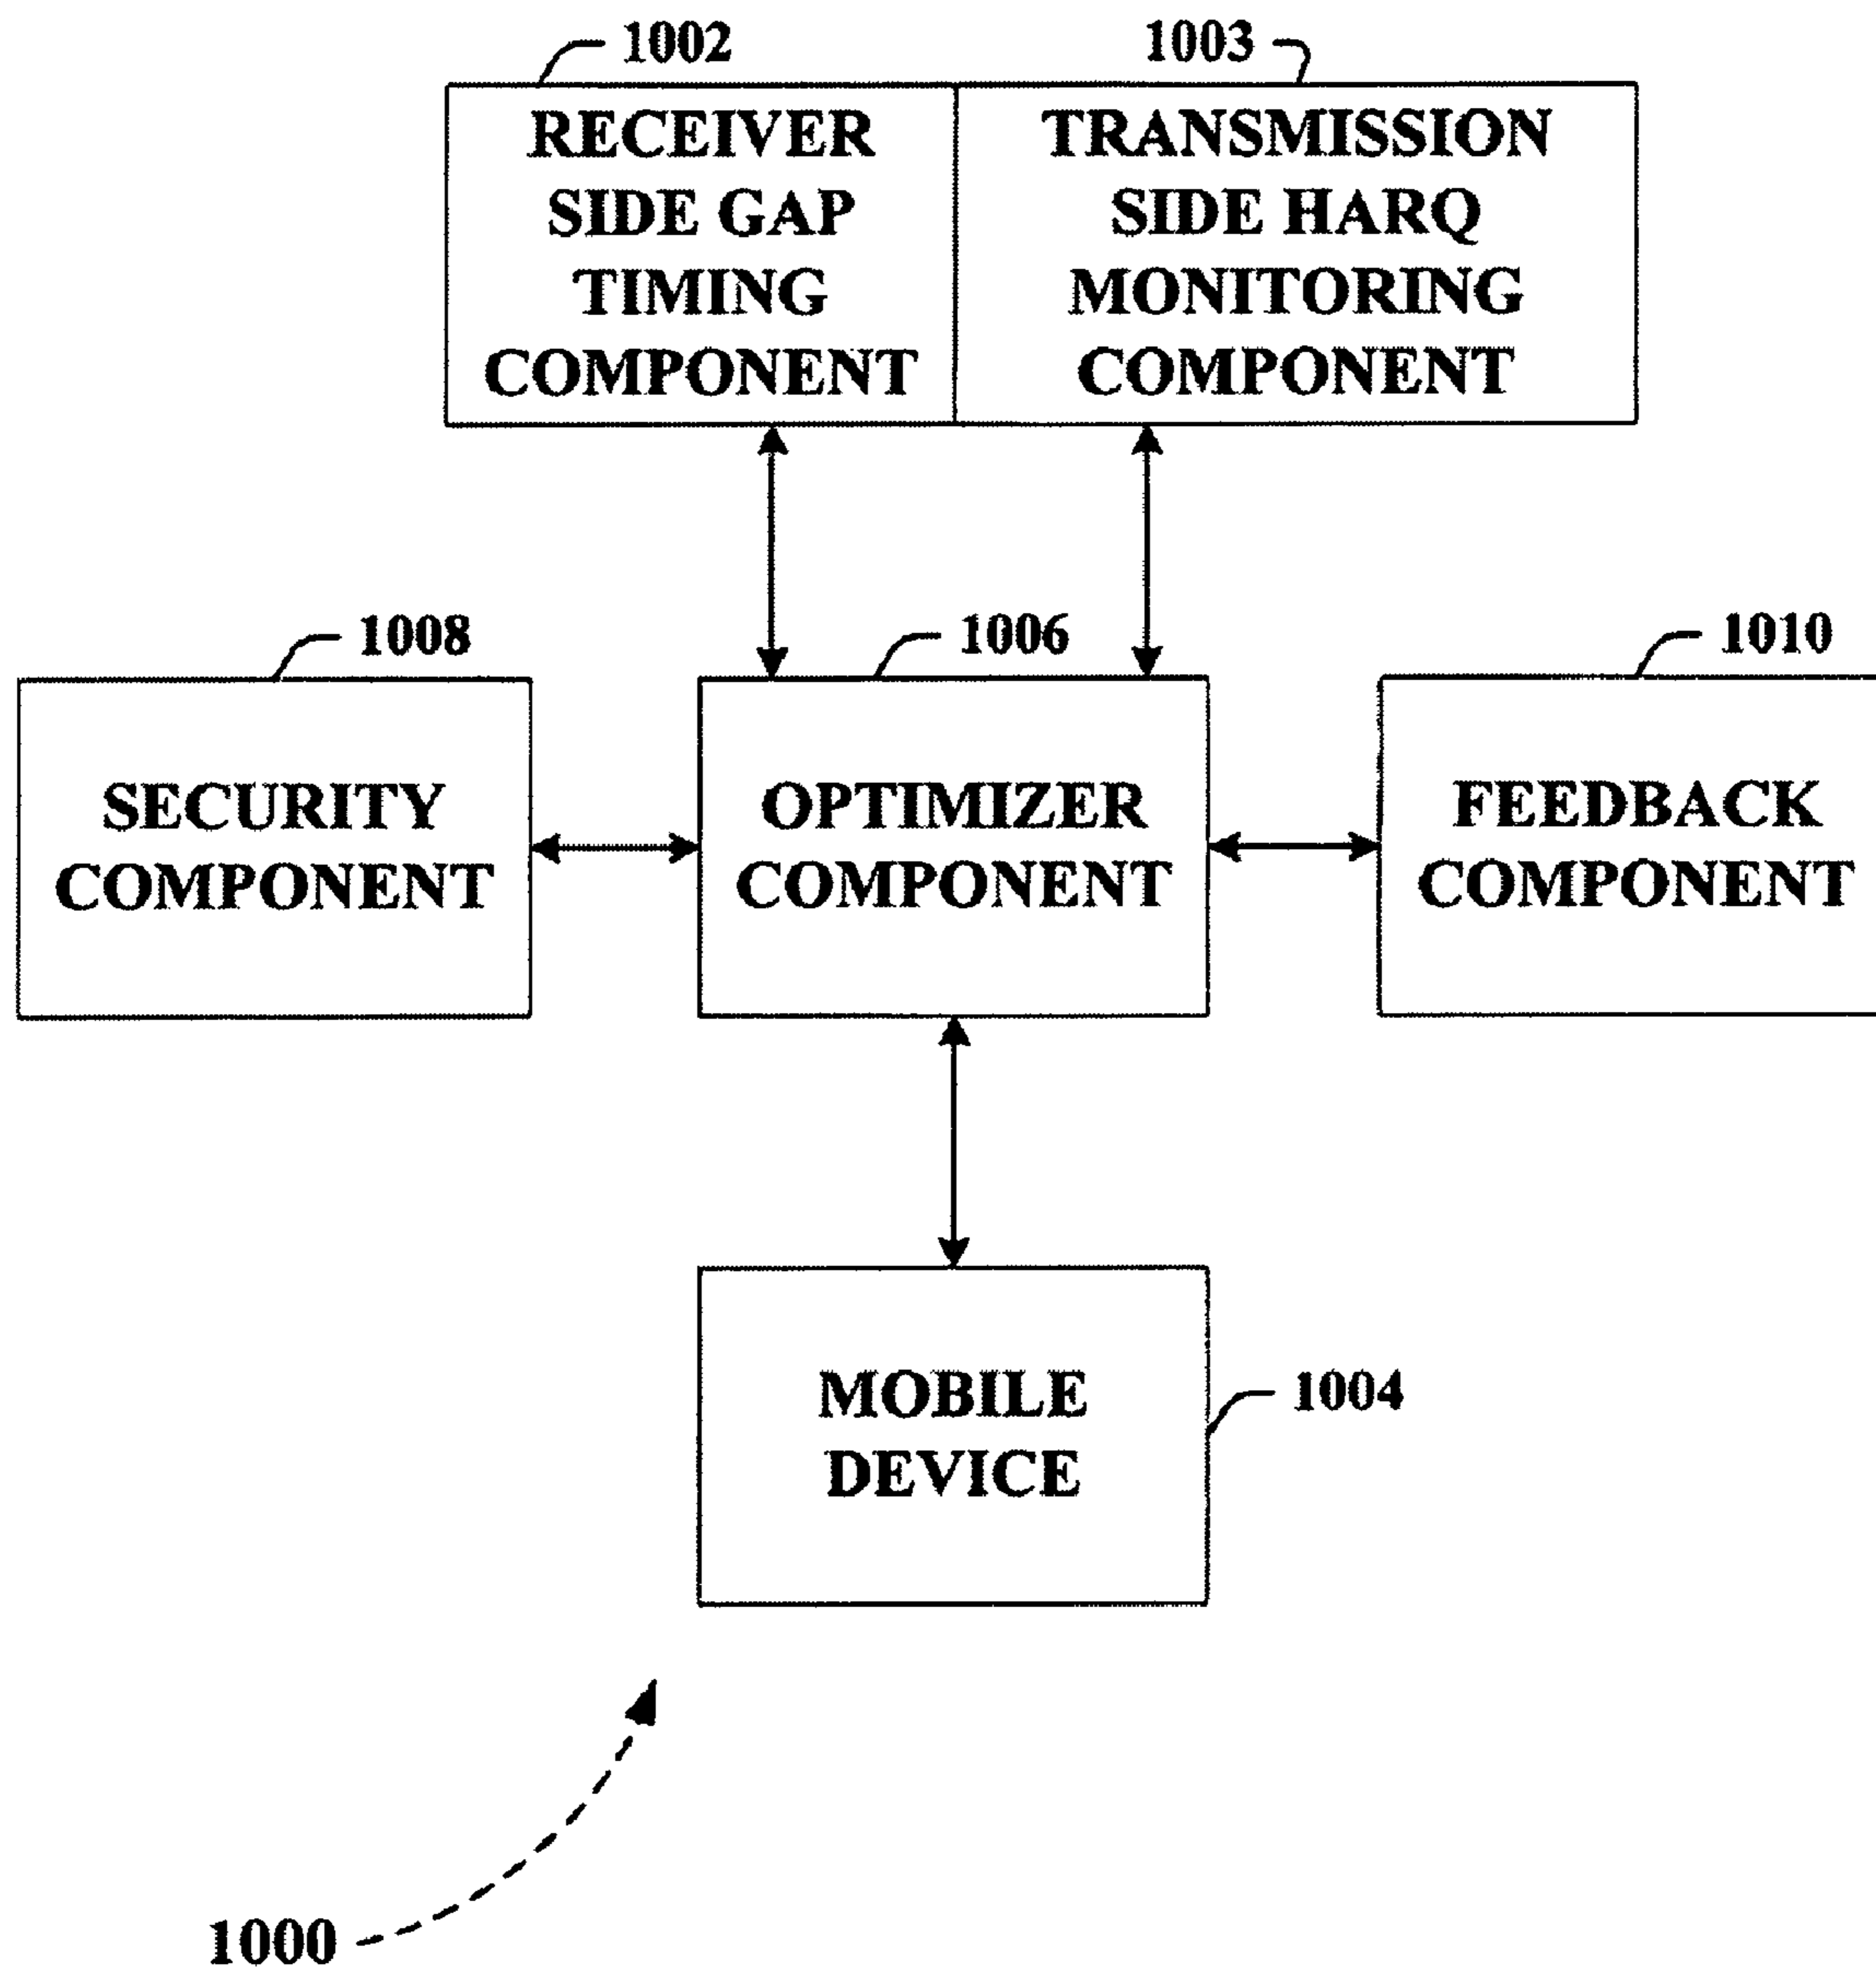 1002
1003
RECEIVER
SIDE GAP
TIMING
COMPONENT
TRANSMISSION
SIDE HARQ
MONITORING
COMPONENT
1008
1006
1010
SECURITY
COMPONENT
OPTIMIZER
COMPONENT
FEEDBACK
COMPONENT
MOBILE
DEVICE
1004
1000